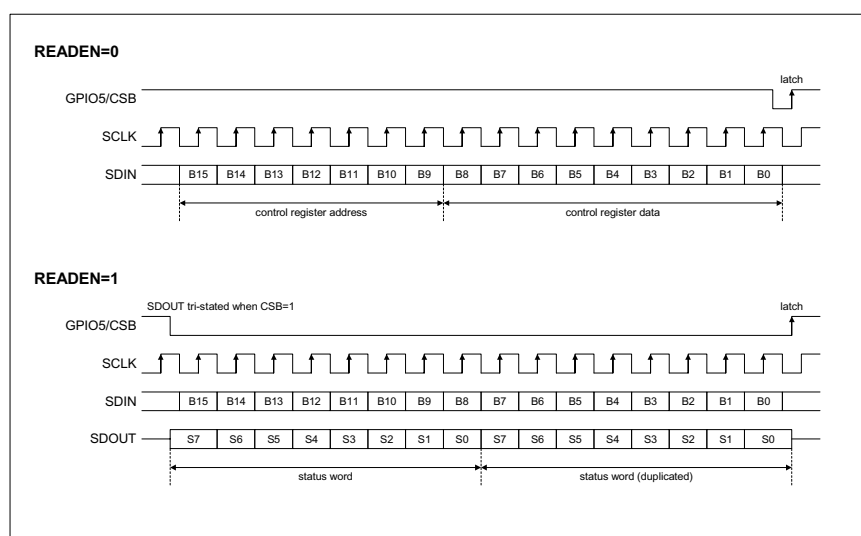 READEN=0
latch
GPIO5/CSB
SCLK
SDIN B15 B14 B13 B12 B11 B10 B9 B8 B7 B6 B5 B4 B3 B2 B1 B0
control register address control register data
READEN=1
SDOUT tri-stated when CSB=1 latch
GPIO5/CSB
SCLK
SDIN B15 B14 B13 B12 B11 B10 B9 B8 B7 B6 B5 B4 B3 B2 B1 B0
SDOUT S7 S6 S5 S4 S3 S2 S1 S0 S7 S6 S5 S4 S3 S2 S1 S0
status word status word (duplicated)